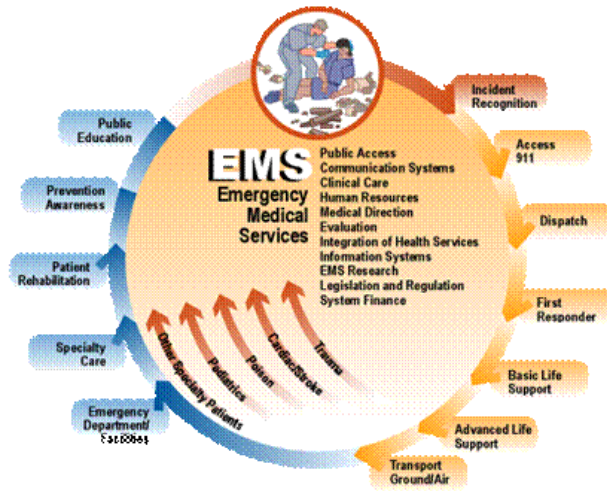 Incident
Recognition
Access
911
Dispatch
First
Responder
Basic Life
Support
Advanced Life
Support
Transport
Ground/Air
Emergency
Department/
Facilities
Specialty
Care
Patient
Rehabilitation
Prevention
Awareness
Public
Education
EMS
Emergency
Medical
Services
Public Access
Communication Systems
Clinical Care
Human Resources
Medical Direction
Evaluation
Integration of Health Services
Information Systems
EMS Research
Legislation and Regulation
System Finance
Other Specialty Patients
Pediatrics
Poison
Cardiac/Stroke
Trauma